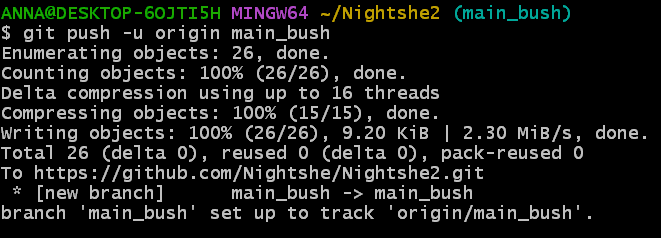 ANNA@DESKTOP-6OJTI5H MINGW64 ~/Nightshe2 (main_bush)
$ git push -u origin main_bush
Enumerating objects: 26, done.
Counting objects: 100% (26/26), done.
Delta compression using up to 16 threads
Compressing objects: 100% (15/15), done.
Writing objects: 100% (26/26), 9.20 KiB | 2.30 MiB/s, done.
Total 26 (delta 0), reused 0 (delta 0), pack-reused 0
To https://github.com/Nightshe/Nightshe2.git
 * [new branch]      main_bush -> main_bush
branch 'main_bush' set up to track 'origin/main_bush'.